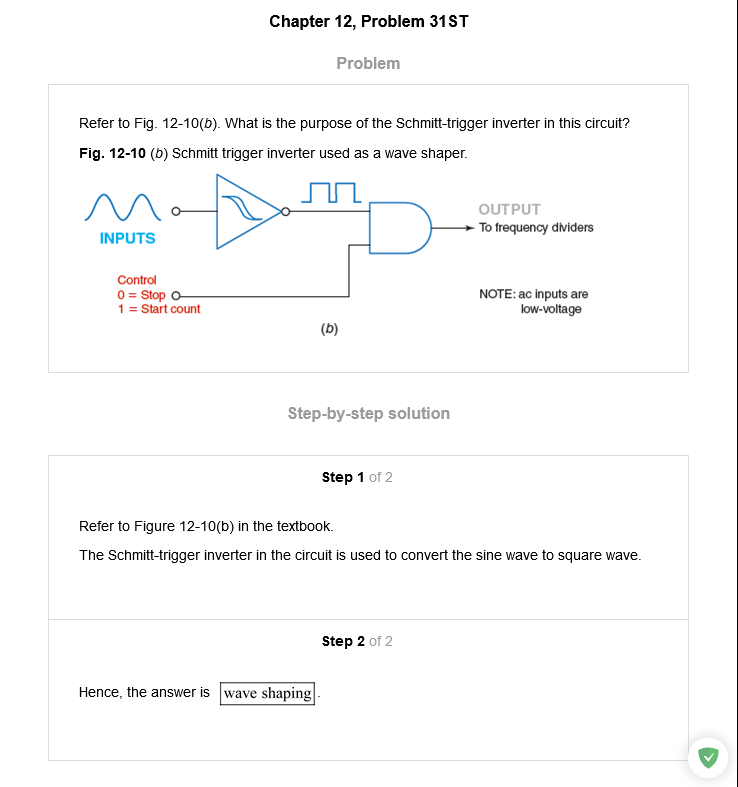 Chapter 12, Problem 31ST
Problem
Refer to Fig. 12-10(b). What is the purpose of the Schmitt-trigger inverter in this circuit?
Fig. 12-10 (b) Schmitt trigger inverter used as a wave shaper.
INPUTS
OUTPUT
To frequency dividers
Control
0 = Stop
1 = Start count
NOTE: ac inputs are
low-voltage
(b)
Step-by-step solution
Step 1 of 2
Refer to Figure 12-10(b) in the textbook.
The Schmitt-trigger inverter in the circuit is used to convert the sine wave to square wave.
Step 2 of 2
Hence, the answer is wave shaping.